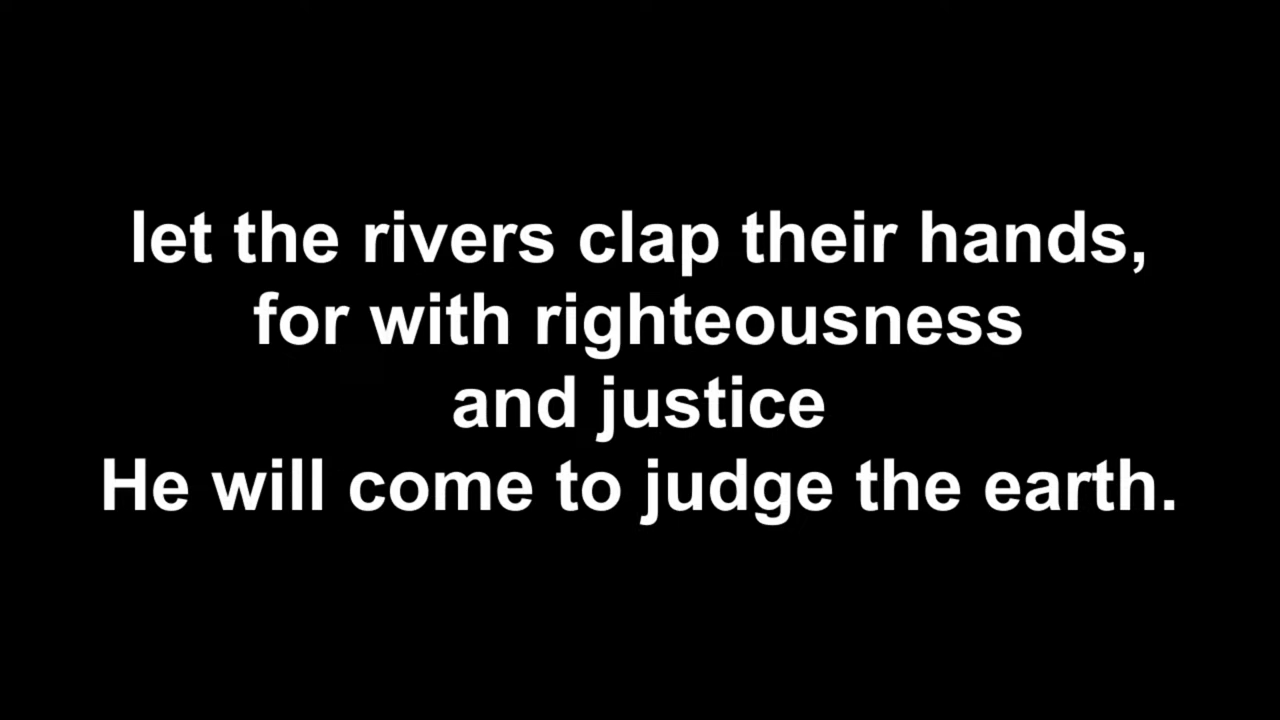 let the rivers clap their hands,
for with righteousness
and justice
He will come to judge the earth.